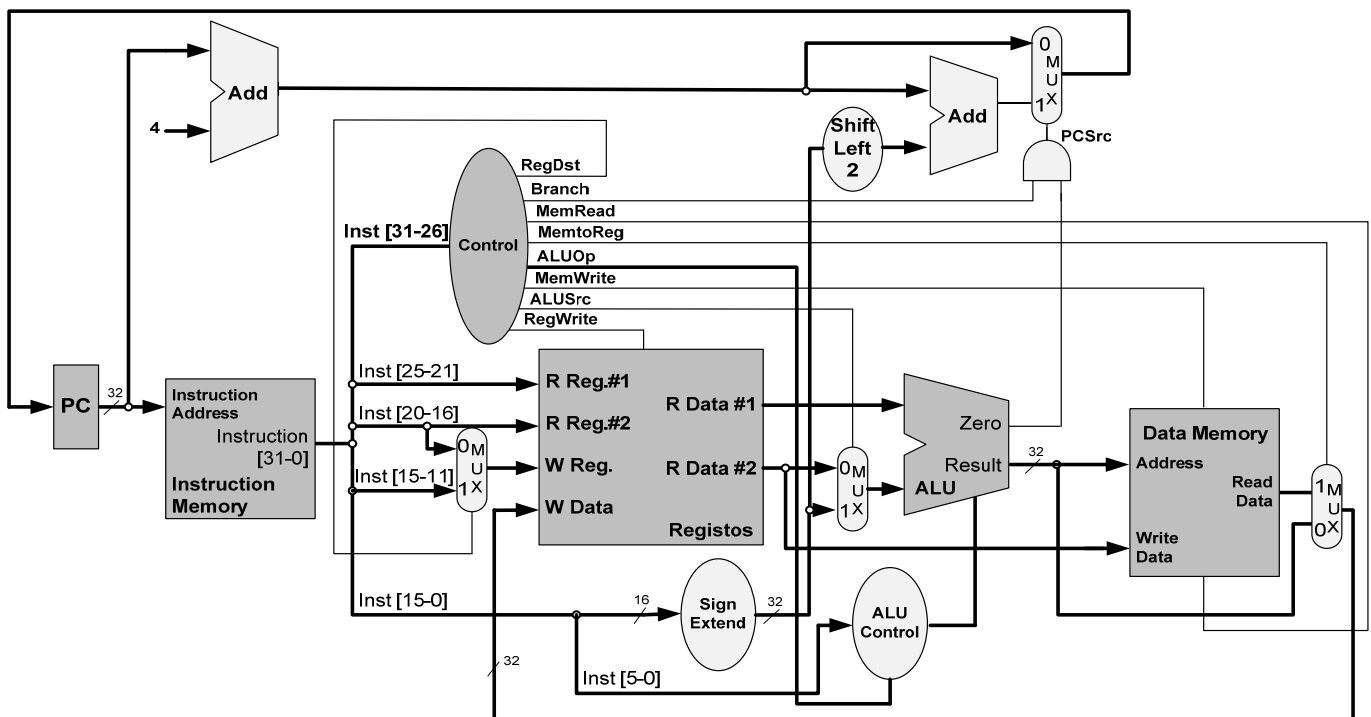 Add
4
0
M
U
X
1
Add
Shift
Left
2
PCSrc
RegDst
Branch
MemRead
MemtoReg
ALUOp
MemWrite
ALUSrc
RegWrite
Control
Inst [31-26]
PC
32
Instruction
Address
Instruction
[31-0]
Instruction
Memory
Inst [25-21]
Inst [20-16]
Inst [15-11]
0
M
U
X
1
R Reg.#1
R Reg.#2
W Reg.
W Data
R Data #1
R Data #2
Registos
0
M
U
X
1
Zero
Result
ALU
32
Data Memory
Address
Read
Data
Write
Data
1
M
U
X
0
Inst [15-0]
16
Sign
Extend
32
ALU
Control
Inst [5-0]
32